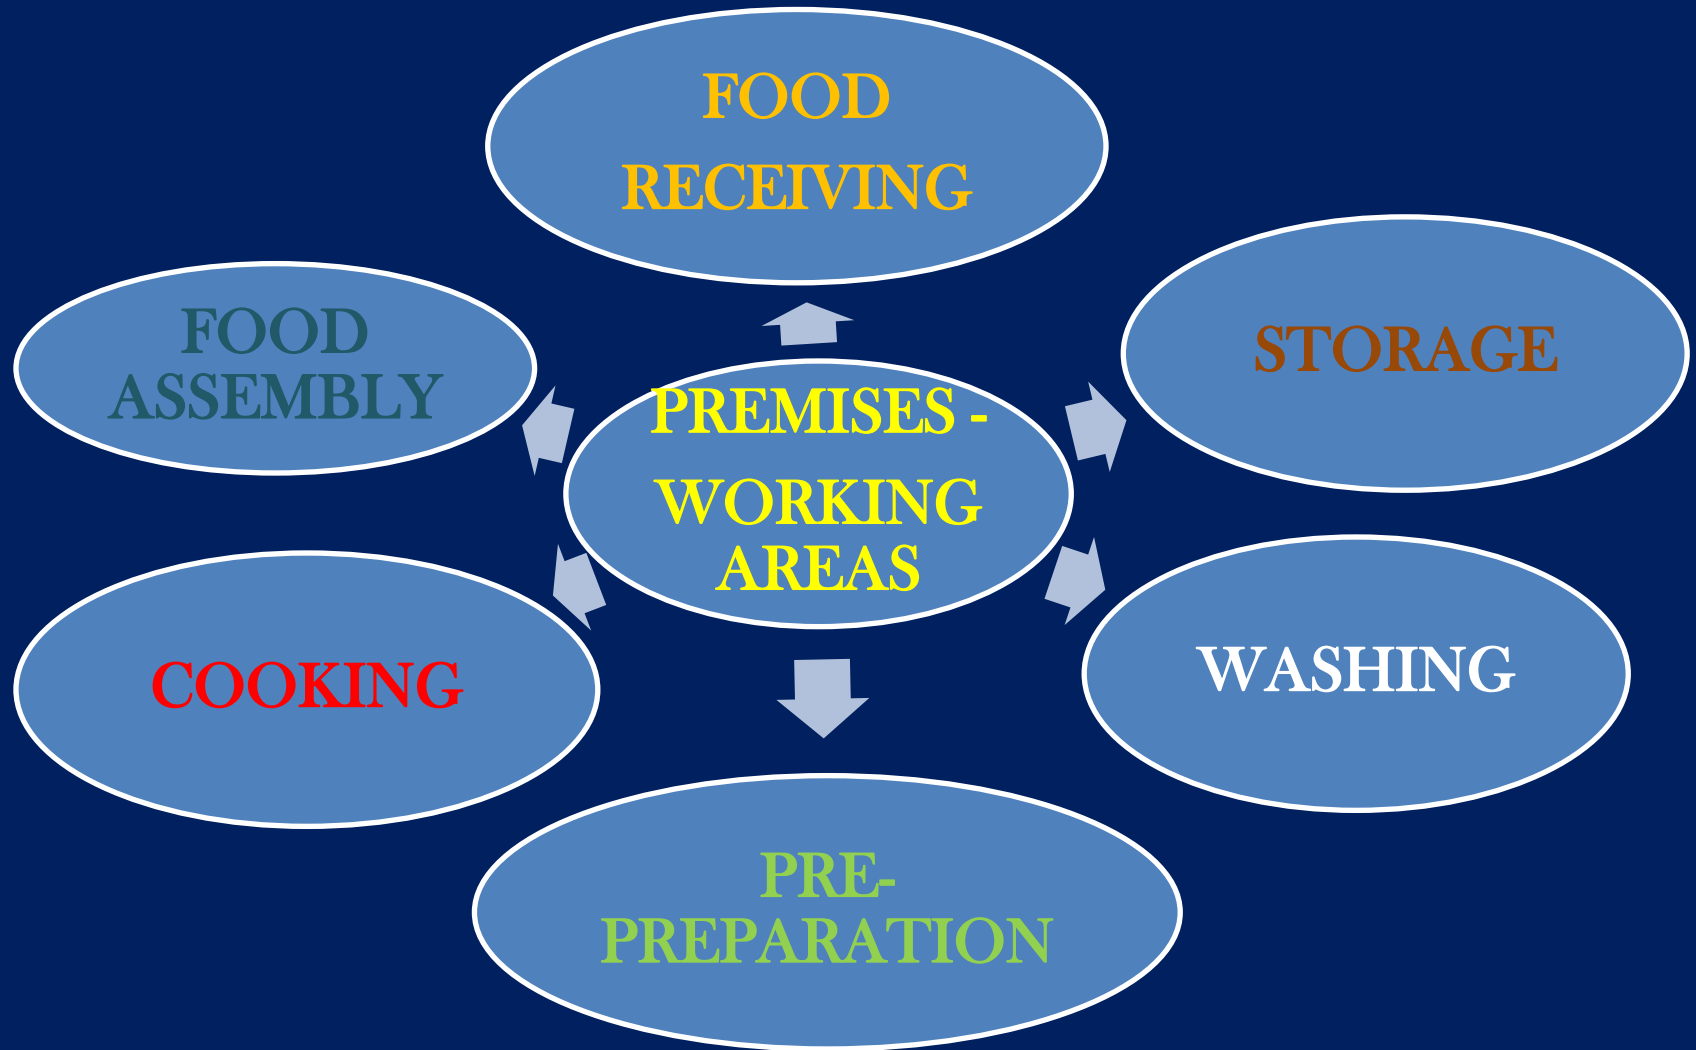 FOOD
RECEIVING
STORAGE
FOOD
ASSEMBLY
PREMISES -
WORKING
AREAS
WASHING
COOKING
PRE-
PREPARATION